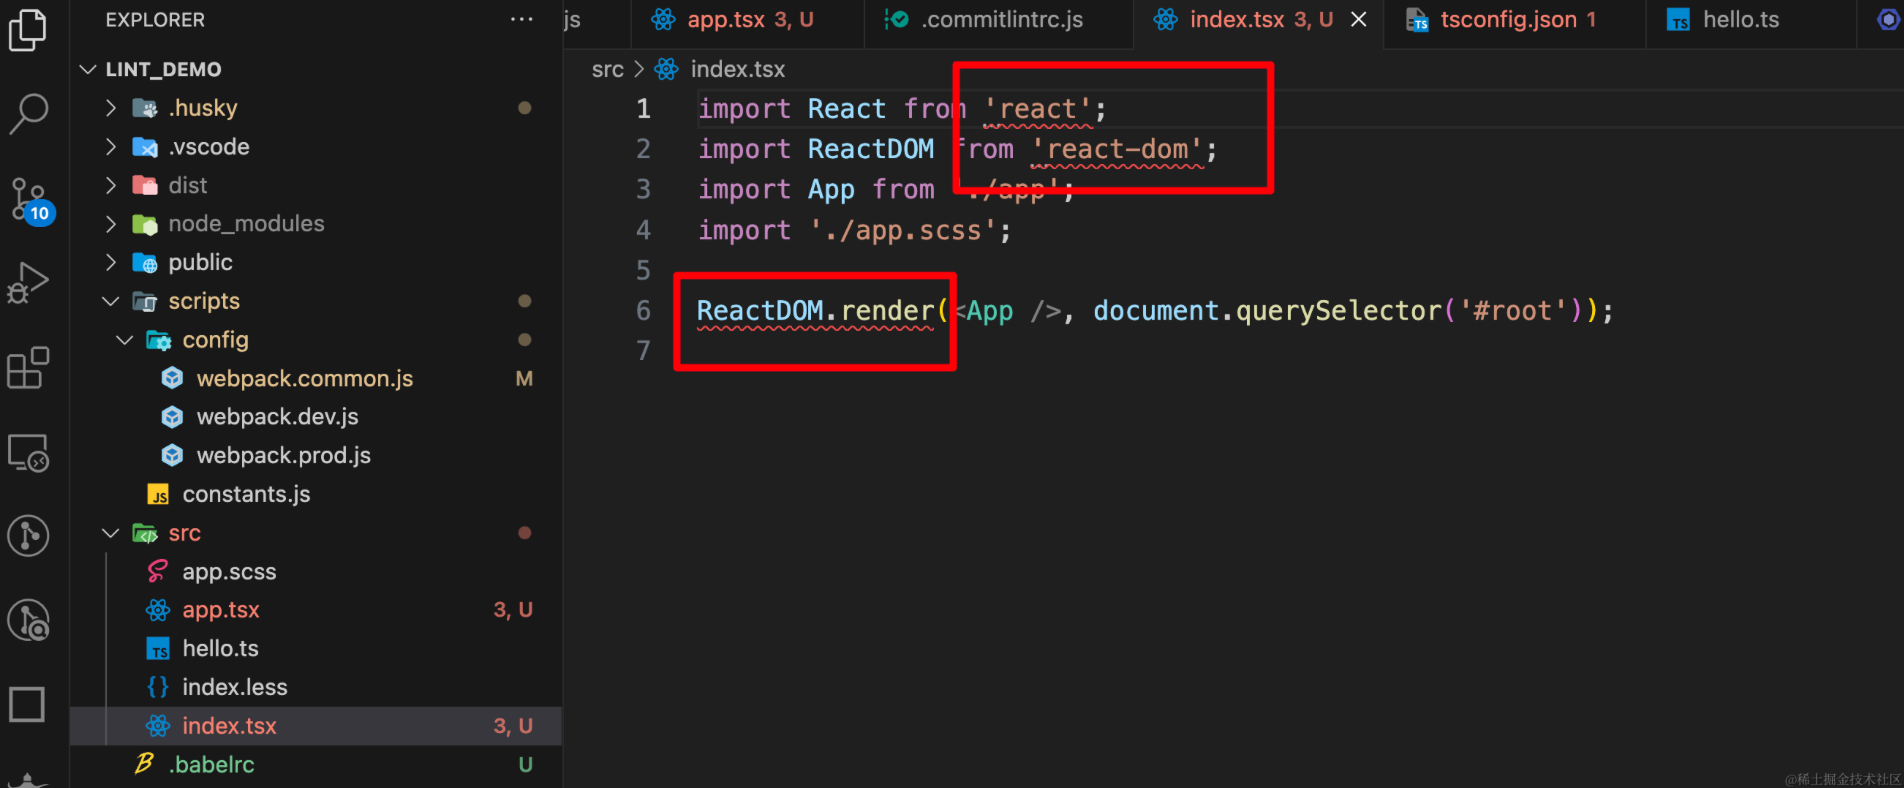 EXPLORER ...
LINT_DEMO
.husky
.vscode
dist
node_modules
public
scripts
config
webpack.common.js M
webpack.dev.js
webpack.prod.js
JS constants.js
src
app.scss
app.tsx 3, U
TS hello.ts
{} index.less
index.tsx 3, U
.babelrc U
10
js
app.tsx 3, U
.commitlintrc.js
index.tsx 3, U
TS tsconfig.json 1
TS hello.ts
src > index.tsx
1 import React from 'react';
2 import ReactDOM from 'react-dom';
3 import App from './app';
4 import './app.scss';
5
6 ReactDOM.render(<App />, document.querySelector('#root'));
7
@稀土掘金技术社区